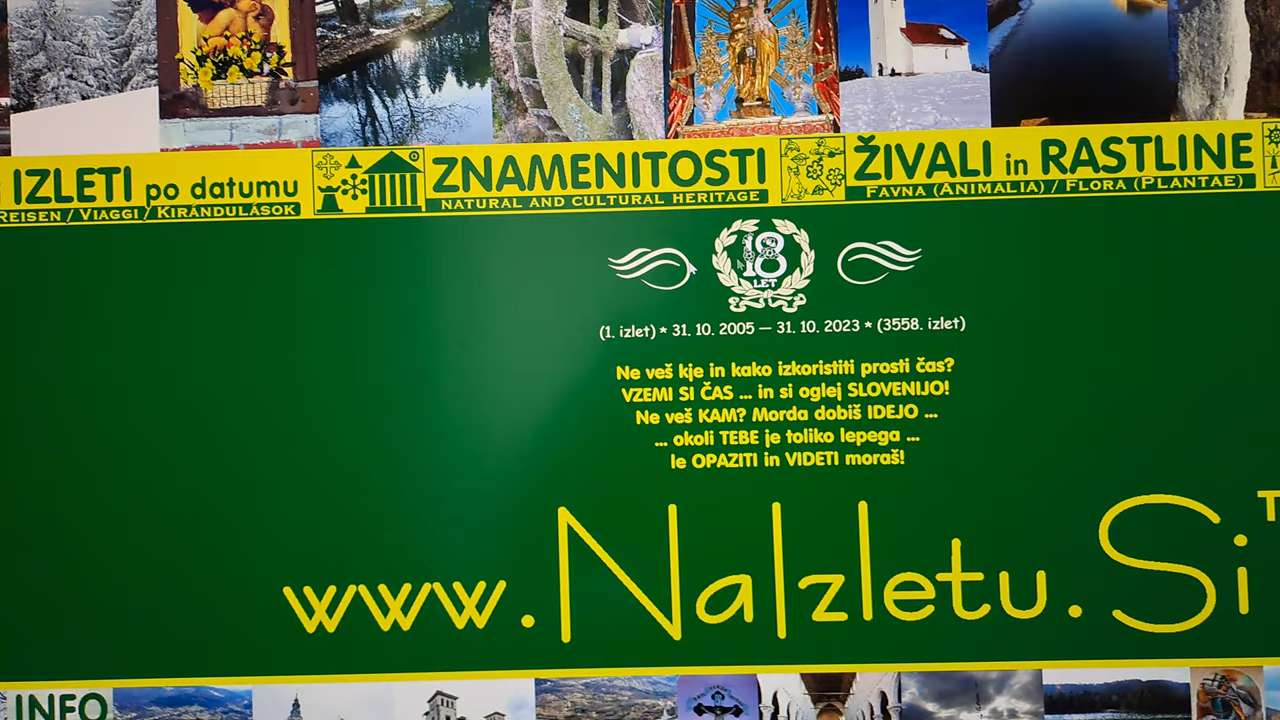 IZLETI po datumu
REISEN / VIAGGI / KIRÁNDULÁSOK
ZNAMENITOSTI
NATURAL AND CULTURAL HERITAGE
ŽIVALI in RASTLINE
FAVNA (ANIMALIA) / FLORA (PLANTAE)
18
LET
(1. izlet) * 31. 10. 2005 — 31. 10. 2023 * (3558. izlet)
Ne veš kje in kako izkoristiti prosti čas?
VZEMI SI ČAS ... in si oglej SLOVENIJO!
Ne veš KAM? Morda dobiš IDEJO ...
... okoli TEBE je toliko lepega ...
le OPAZITI in VIDETI moraš!
www.NaIzletu.Si
INFO